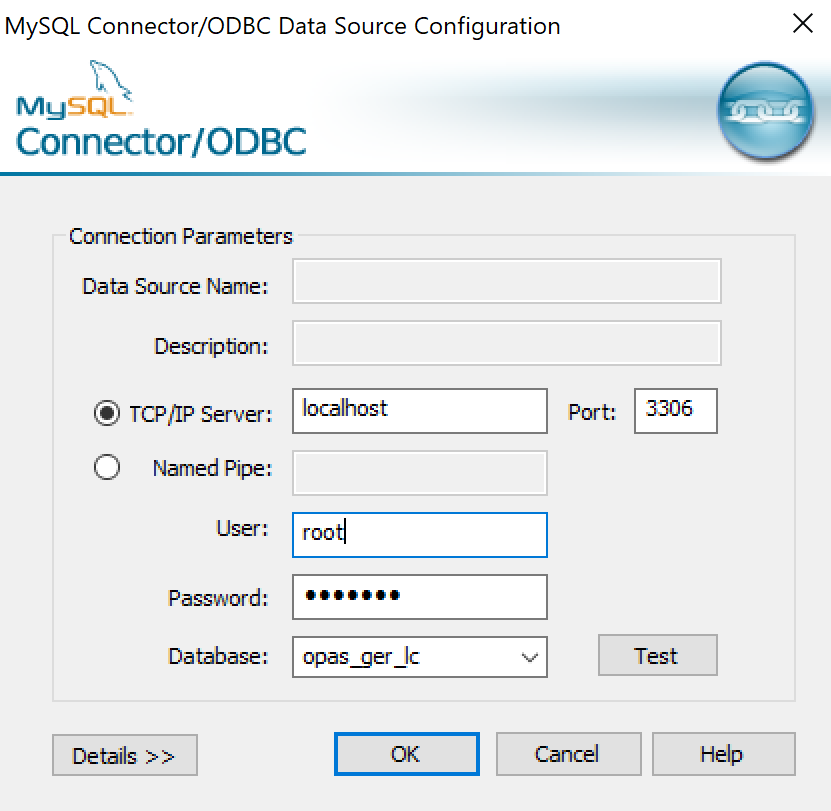 MySQL Connector/ODBC Data Source Configuration
MySQL
Connector/ODBC
Connection Parameters
Data Source Name:
Description:
TCP/IP Server: localhost Port: 3306
Named Pipe:
User: root
Password: •••••••
Database: opas_ger_lc Test
Details >> OK Cancel Help